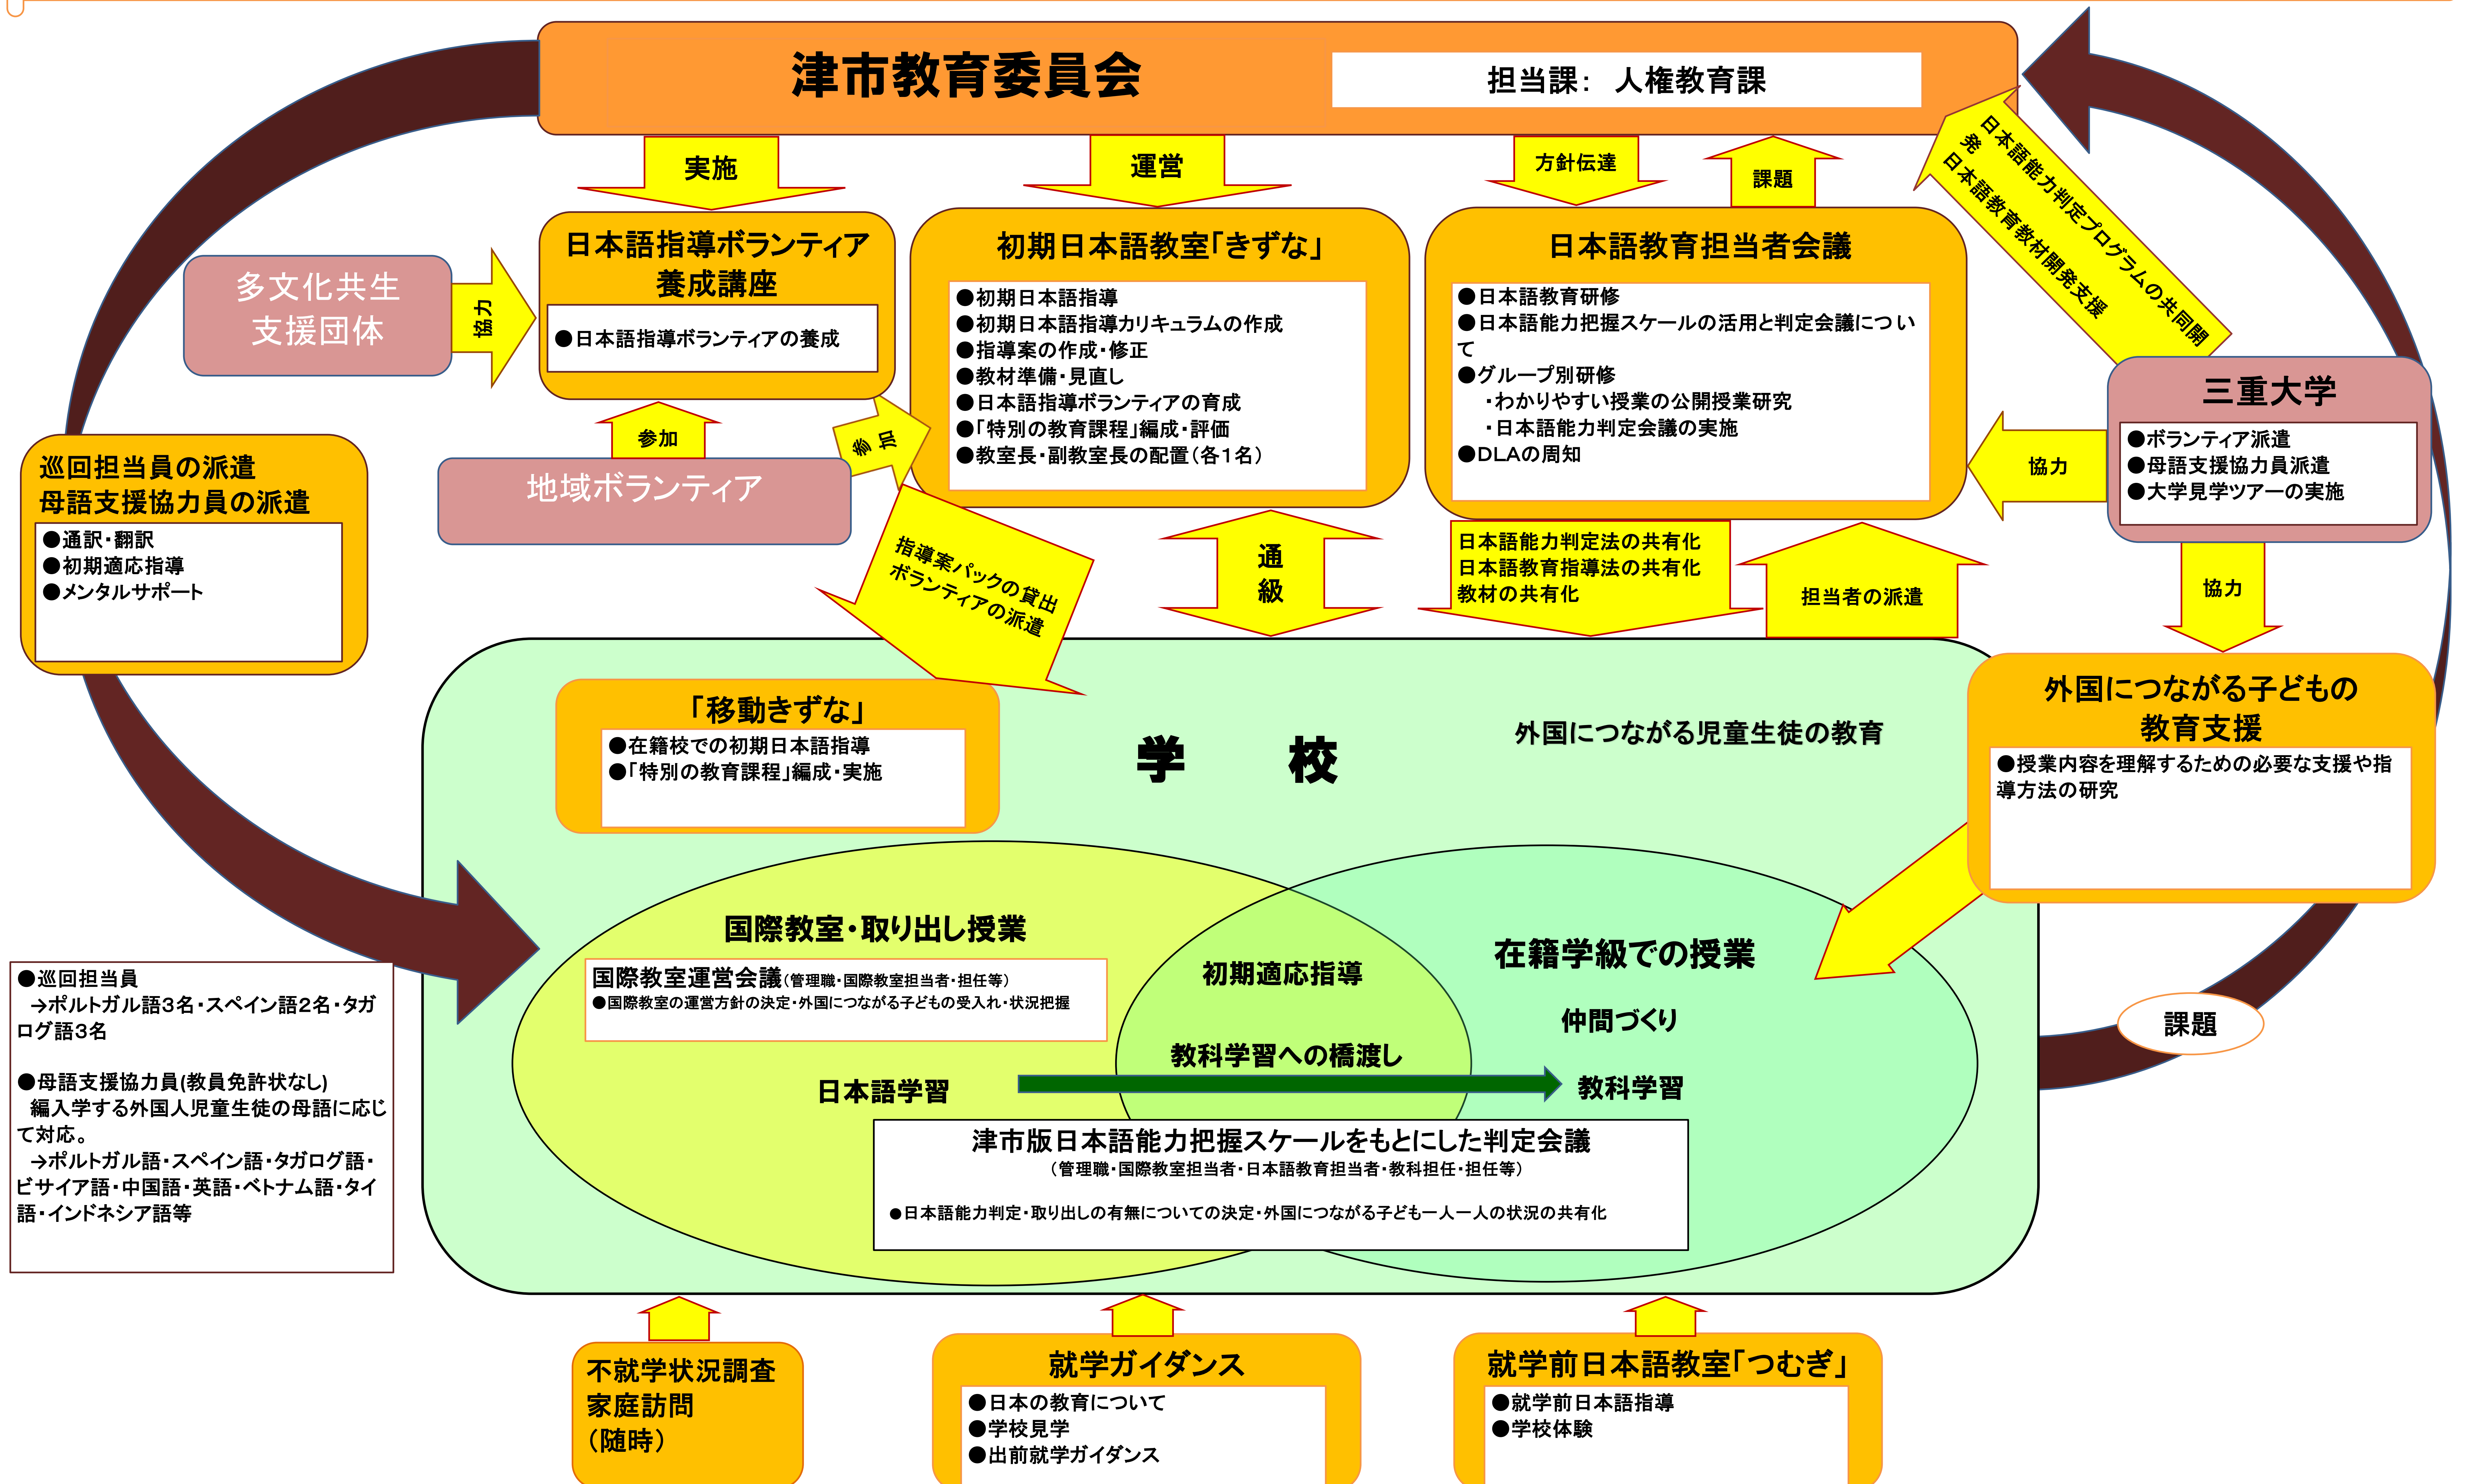 津市教育委員会
担当課： 人権教育課
実施
運営
方針伝達
課題
日本語能力判定プログラムの共同開
発
日本語教育教材開発支援
多文化共生
支援団体
協力
日本語指導ボランティア
養成講座
●日本語指導ボランティアの養成
初期日本語教室「きずな」
●初期日本語指導
●初期日本語指導カリキュラムの作成
●指導案の作成・修正
●教材準備・見直し
●日本語指導ボランティアの育成
●「特別の教育課程」編成・評価
●教室長・副教室長の配置（各１名）
日本語教育担当者会議
●日本語教育研修
●日本語能力把握スケールの活用と判定会議につい
て
●グループ別研修
・わかりやすい授業の公開授業研究
・日本語能力判定会議の実施
●DLAの周知
三重大学
●ボランティア派遣
●母語支援協力員派遣
●大学見学ツアーの実施
協力
協力
参加
参加
地域ボランティア
巡回担当員の派遣
母語支援協力員の派遣
●通訳・翻訳
●初期適応指導
●メンタルサポート
指導案パックの貸出
ボランティアの派遣
通
級
日本語能力判定法の共有化
日本語教育指導法の共有化
教材の共有化
担当者の派遣
外国につながる子どもの
教育支援
●授業内容を理解するための必要な支援や指
導方法の研究
「移動きずな」
●在籍校での初期日本語指導
●「特別の教育課程」編成・実施
学 校
外国につながる児童生徒の教育
国際教室・取り出し授業
国際教室運営会議（管理職・国際教室担当者・担任等）
●国際教室の運営方針の決定・外国につながる子どもの受入れ・状況把握
初期適応指導
教科学習への橋渡し
在籍学級での授業
仲間づくり
日本語学習
教科学習
津市版日本語能力把握スケールをもとにした判定会議
（管理職・国際教室担当者・日本語教育担当者・教科担任・担任等）
●日本語能力判定・取り出しの有無についての決定・外国につながる子ども一人一人の状況の共有化
課題
●巡回担当員
→ポルトガル語３名・スペイン語２名・タガ
ログ語３名
●母語支援協力員(教員免許状なし)
編入学する外国人児童生徒の母語に応じ
て対応。
→ポルトガル語・スペイン語・タガログ語・
ビサイア語・中国語・英語・ベトナム語・タイ
語・インドネシア語等
不就学状況調査
家庭訪問
（随時）
就学ガイダンス
●日本の教育について
●学校見学
●出前就学ガイダンス
就学前日本語教室「つむぎ」
●就学前日本語指導
●学校体験